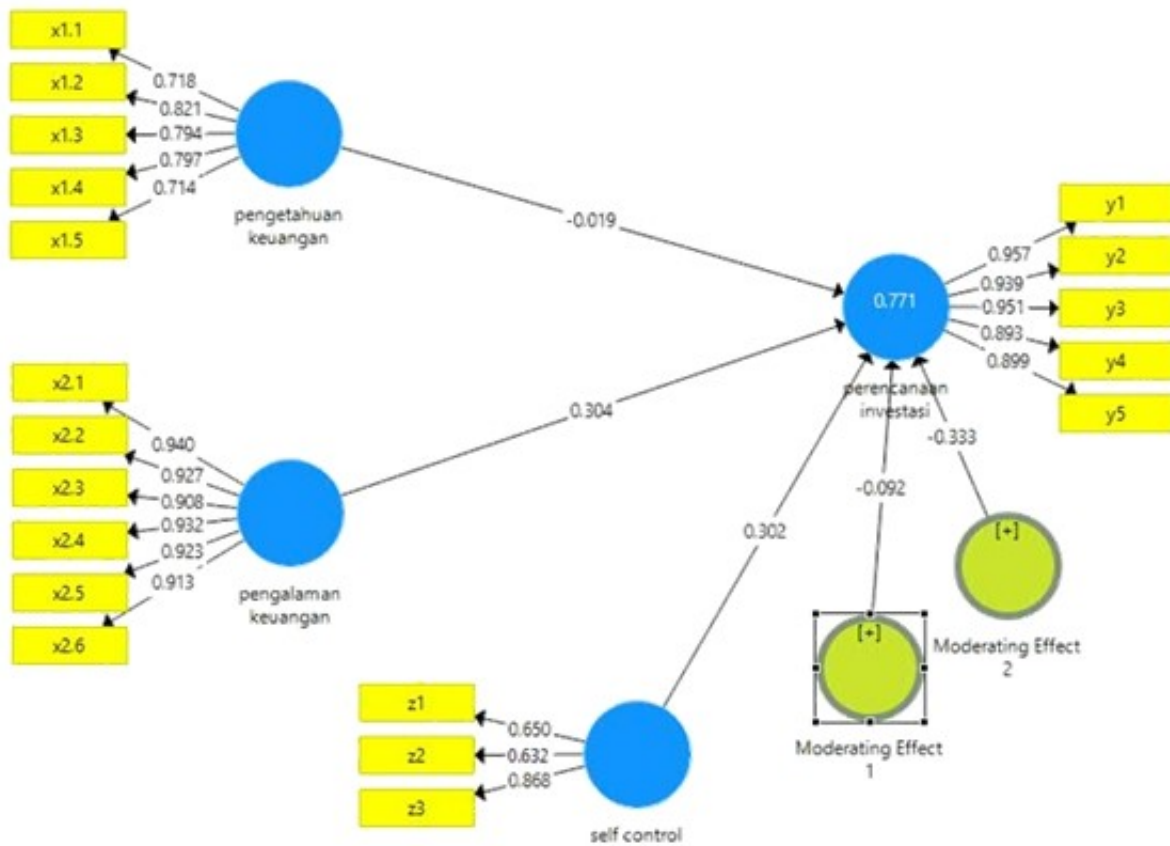 x1.1
x1.2
x1.3
x1.4
x1.5
0.718
0.821
0.794
0.797
0.714
pengetahuan
keuangan
-0.019
x2.1
x2.2
x2.3
x2.4
x2.5
x2.6
0.940
0.927
0.908
0.932
0.923
0.913
pengalaman
keuangan
0.304
0.771
perencanaan
investasi
0.957
0.939
0.951
0.893
0.899
y1
y2
y3
y4
y5
z1
z2
z3
0.650
0.632
0.868
self control
0.302
-0.092
[+]
Moderating Effect
1
-0.333
[+]
Moderating Effect
2